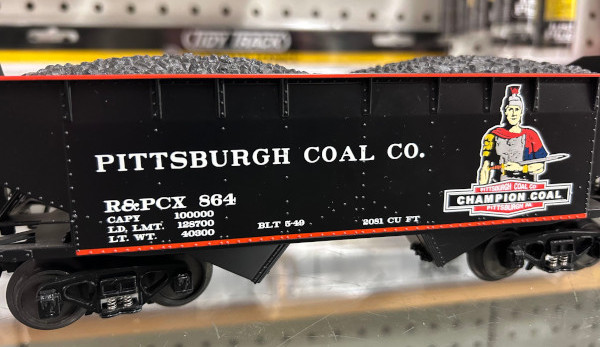 TIDY TRACK
PITTSBURGH COAL CO.
R&PCX 864
CAPY 100000
LD. LMT. 128700
LT. WT. 40300
BLT 5-49
2081 CU FT
PITTSBURGH COAL CO
CHAMPION COAL
PITTSBURGH PA.